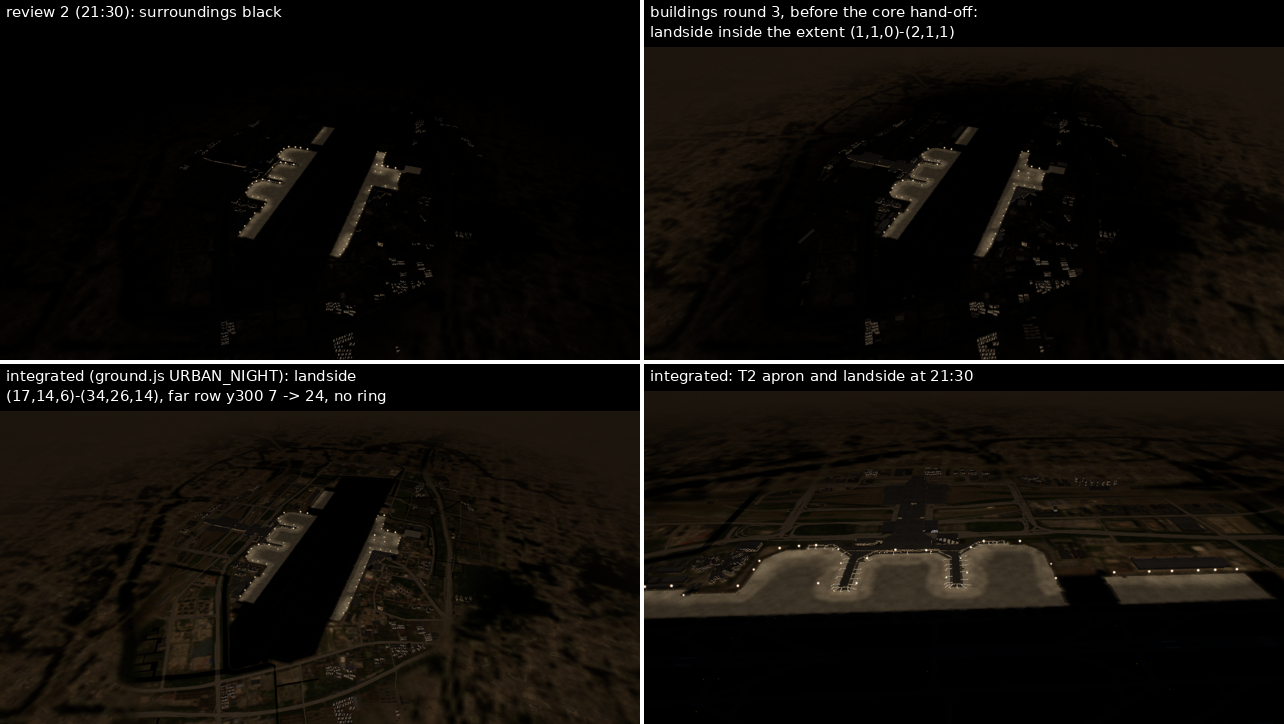 review 2 (21:30): surroundings black
buildings round 3, before the core hand-off:
landside inside the extent (1,1,0)-(2,1,1)
integrated (ground.js URBAN_NIGHT): landside
(17,14,6)-(34,26,14), far row y300 7 -> 24, no ring
integrated: T2 apron and landside at 21:30